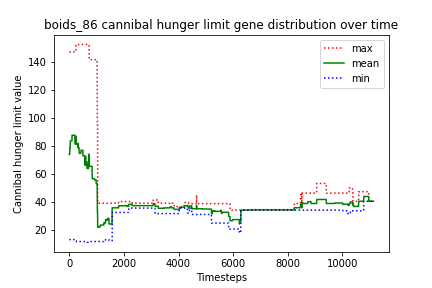 boids_86 cannibal hunger limit gene distribution over time
max
mean
min
Cannibal hunger limit value
140
120
100
80
60
40
20
0 2000 4000 6000 8000 10000
Timesteps